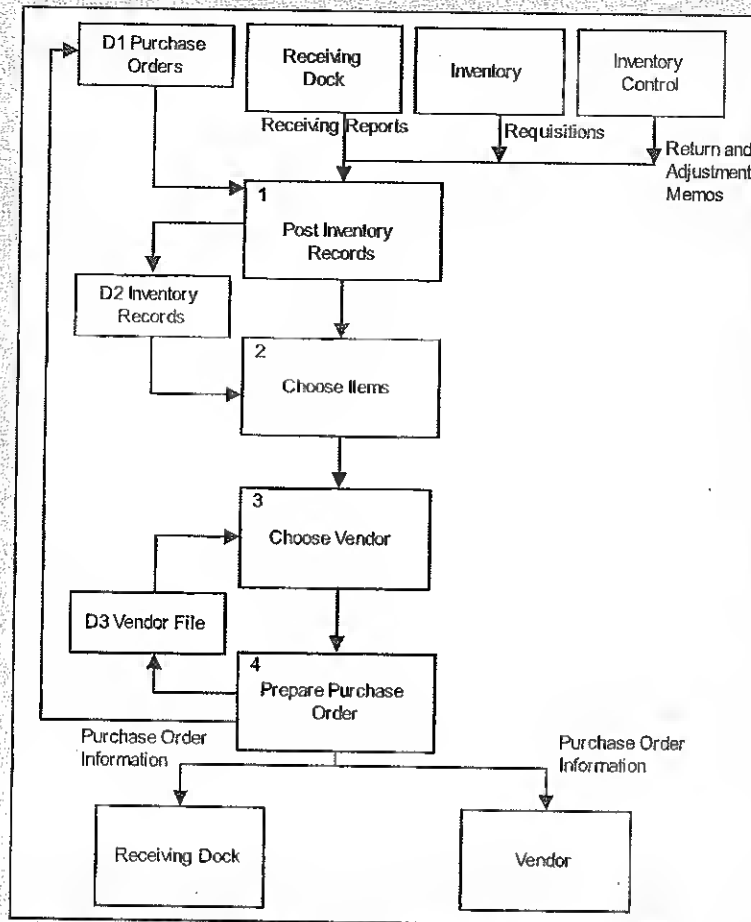 D1 Purchase
Orders
Receiving
Dock
Inventory
Inventory
Control
Receiving Reports
Requisitions
Return and
Adjustment
Memos
1
Post Inventory
Records
D2 Inventory
Records
2
Choose Items
3
Choose Vendor
D3 Vendor File
4
Prepare Purchase
Order
Purchase Order
Information
Purchase Order
Information
Receiving Dock
Vendor